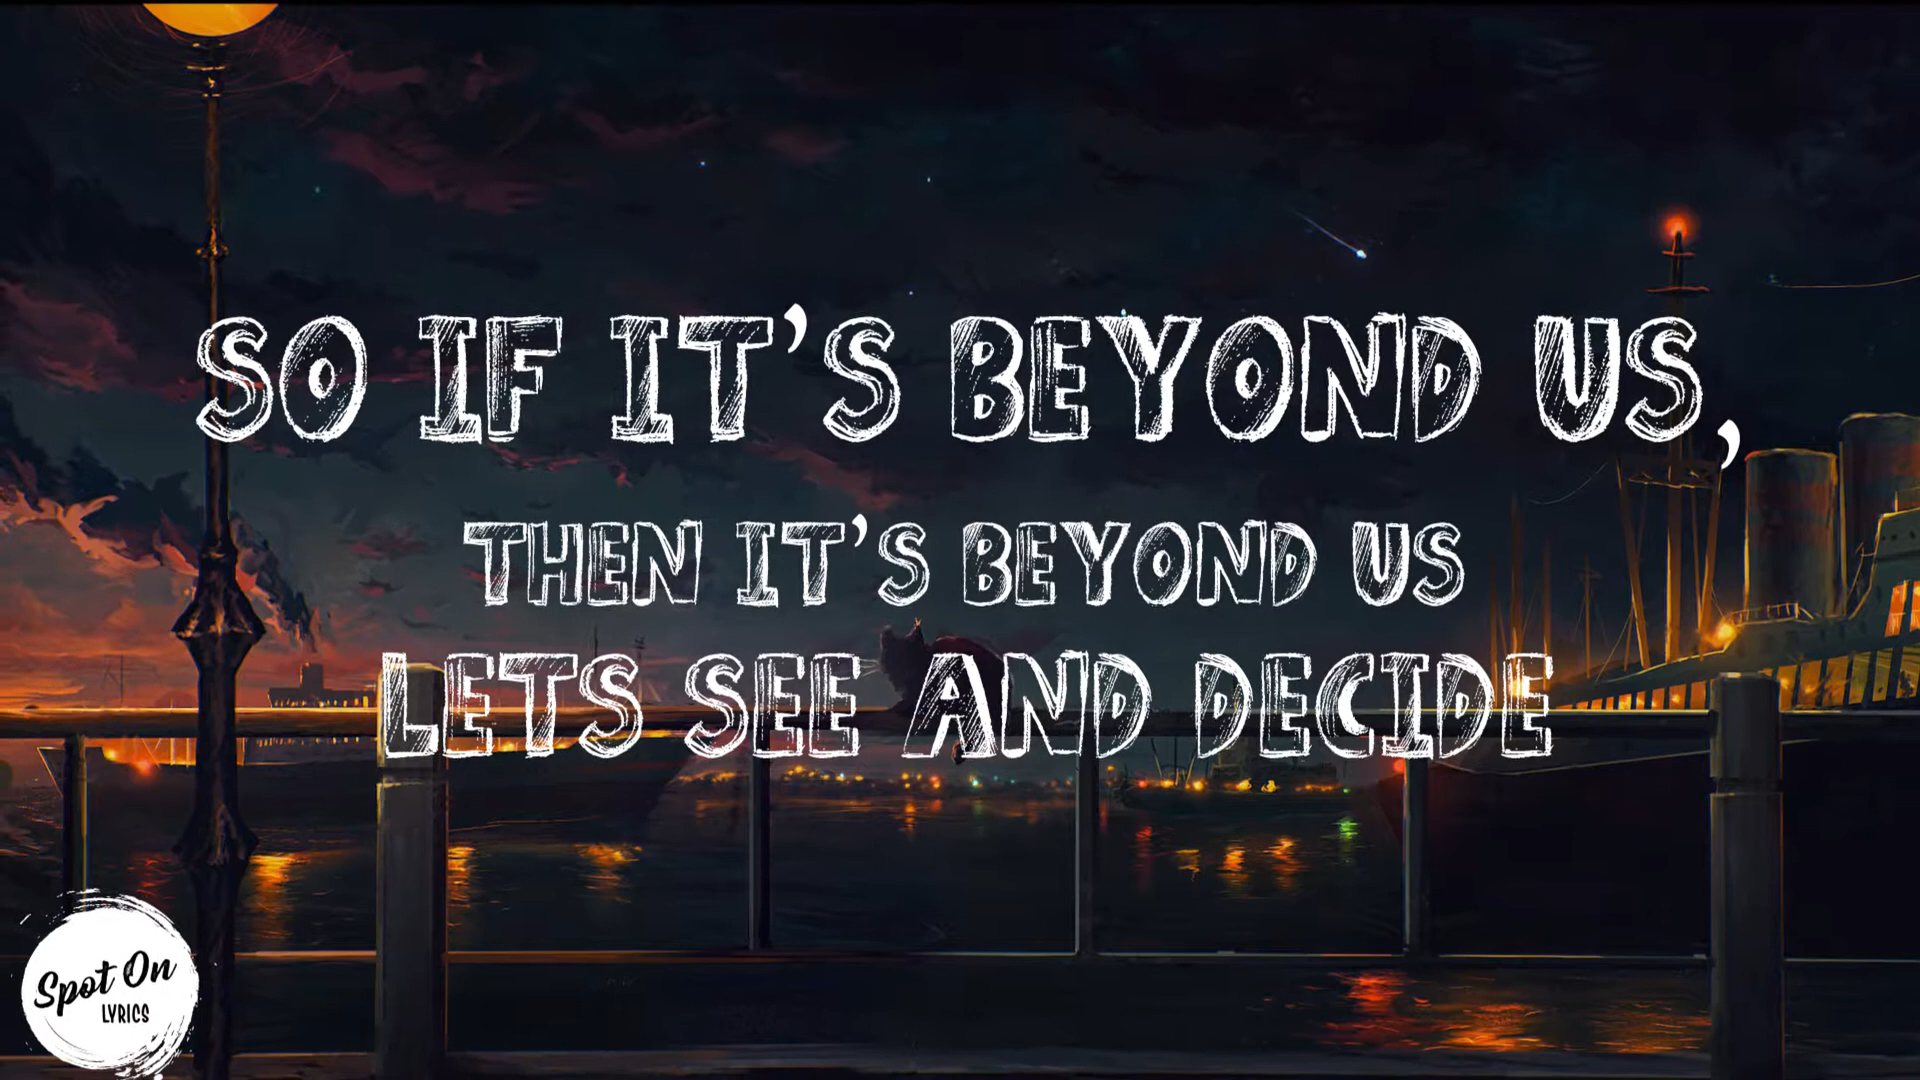 SO IF IT'S BEYOND US,
THEN IT'S BEYOND US
LETS SEE AND DECIDE
Spot On
LYRICS